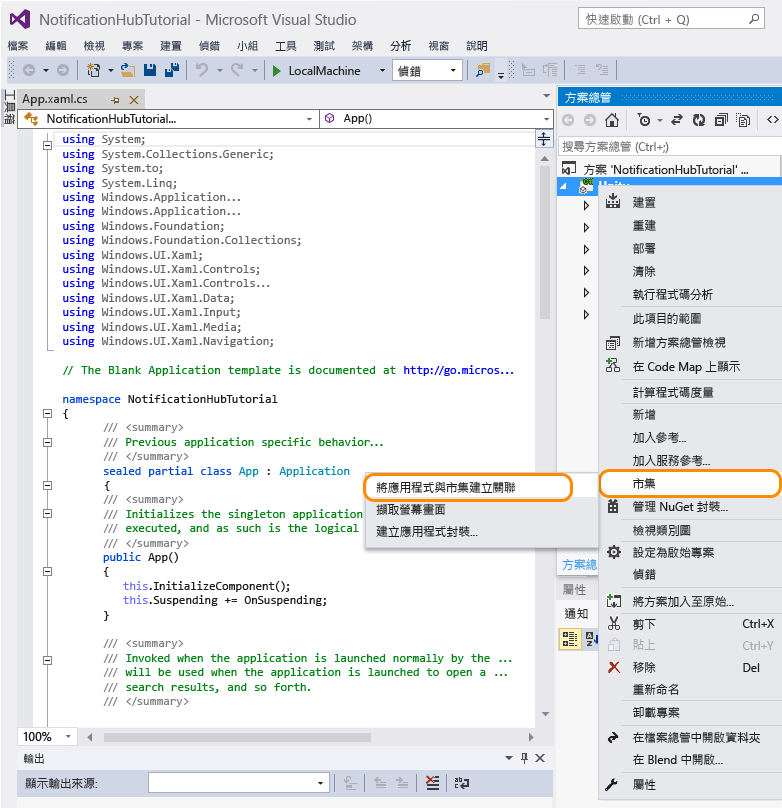 NotificationHubTutorial - Microsoft Visual Studio
快速啟動 (Ctrl + Q)
檔案 編輯 檢視 專案 建置 偵錯 小組 工具 測試 架構 分析 視窗 說明
LocalMachine 偵錯
工具箱
App.xaml.cs
NotificationHubTutorial... App()
using System;
using System.Collections.Generic;
using System.to;
using System.Linq;
using Windows.Application...
using Windows.Application...
using Windows.Foundation;
using Windows.Foundation.Collections;
using Windows.UI.Xaml;
using Windows.UI.Xaml.Controls;
using Windows.UI.Xaml.Controls...
using Windows.UI.Xaml.Data;
using Windows.UI.Xaml.Input;
using Windows.UI.Xaml.Media;
using Windows.UI.Xaml.Navigation;
// The Blank Application template is documented at http://go.micros...
namespace NotificationHubTutorial
{
/// <summary>
/// Previous application specific behavior...
/// </summary>
sealed partial class App : Application
{
/// <summary>
/// Initializes the singleton application
/// executed, and as such is the logical
/// </summary>
public App()
{
this.InitializeComponent();
this.Suspending += OnSuspending;
}
/// <summary>
/// Invoked when the application is launched normally by the ...
/// will be used when the application is launched to open a ...
/// search results, and so forth.
/// </summary>
100%
輸出
顯示輸出來源:
方案總管
搜尋方案總管 (Ctrl+;)
方案 'NotificationHubTutorial' ...
建置
重建
部署
清除
執行程式碼分析
此項目的範圍
新增方案總管檢視
在 Code Map 上顯示
計算程式碼度量
新增
加入參考...
加入服務參考...
市集
將應用程式與市集建立關聯
擷取螢幕畫面
建立應用程式封裝...
管理 NuGet 封裝...
檢視類別圖
設定為啟始專案
偵錯
將方案加入至原始...
剪下 Ctrl+X
貼上 Ctrl+Y
移除 Del
重新命名
卸載專案
在檔案總管中開啟資料夾
在 Blend 中開啟...
屬性
方案總
屬性
通知